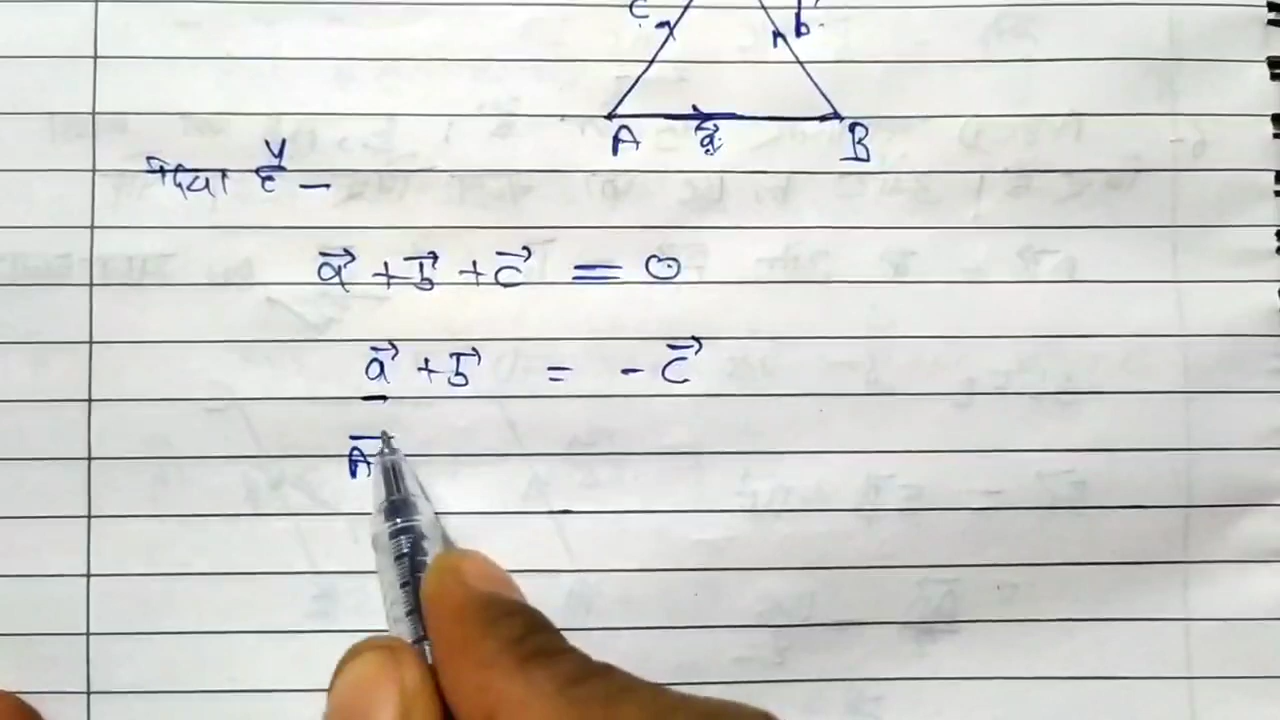 c b
A a⃗ B
दिया है –
a⃗ + b⃗ + c⃗ = 0
a⃗ + b⃗ = - c⃗
A